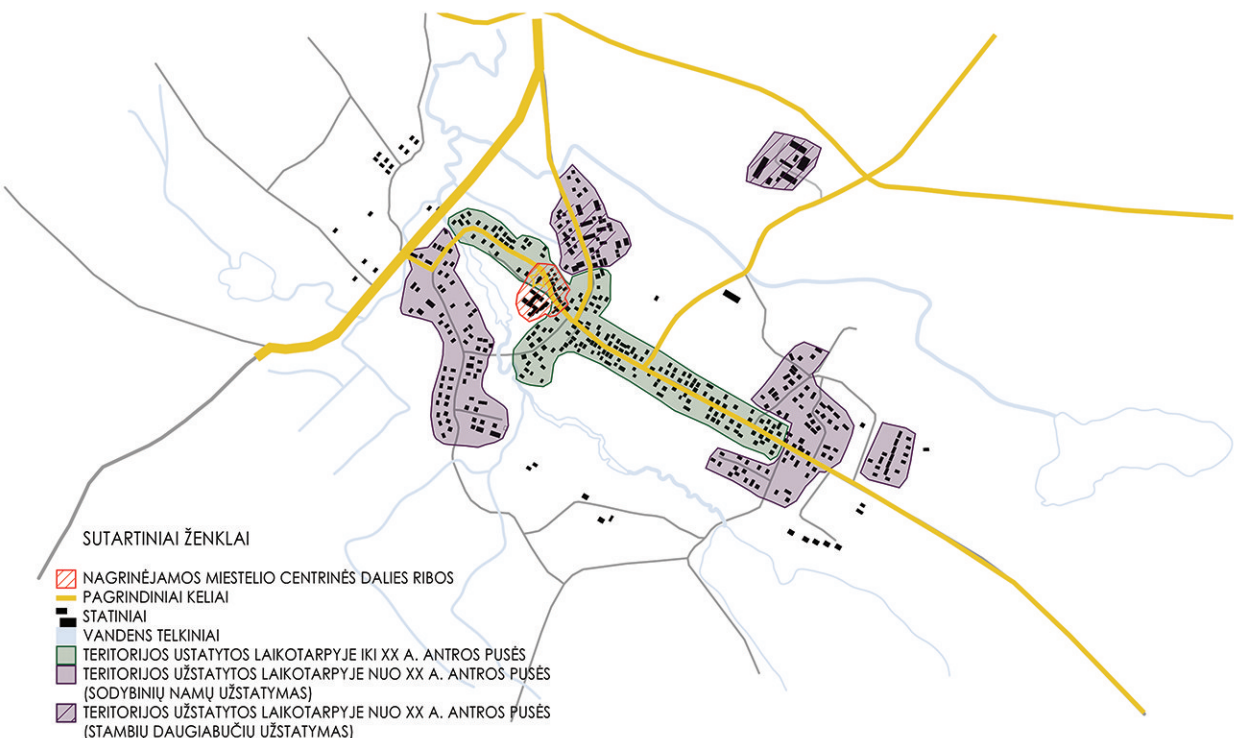 SUTARTINIAI ŽENKLAI
NAGRINĖJAMOS MIESTELIO CENTRINĖS DALIES RIBOS
PAGRINDINIAI KELIAI
STATINIAI
VANDENS TELKINIAI
TERITORIJOS USTATYTOS LAIKOTARPYJE IKI XX A. ANTROS PUSĖS
TERITORIJOS UŽSTATYTOS LAIKOTARPYJE NUO XX A. ANTROS PUSĖS
(SODYBINIŲ NAMŲ UŽSTATYMAS)
TERITORIJOS UŽSTATYTOS LAIKOTARPYJE NUO XX A. ANTROS PUSĖS
(STAMBIŲ DAUGIABUČIŲ UŽSTATYMAS)